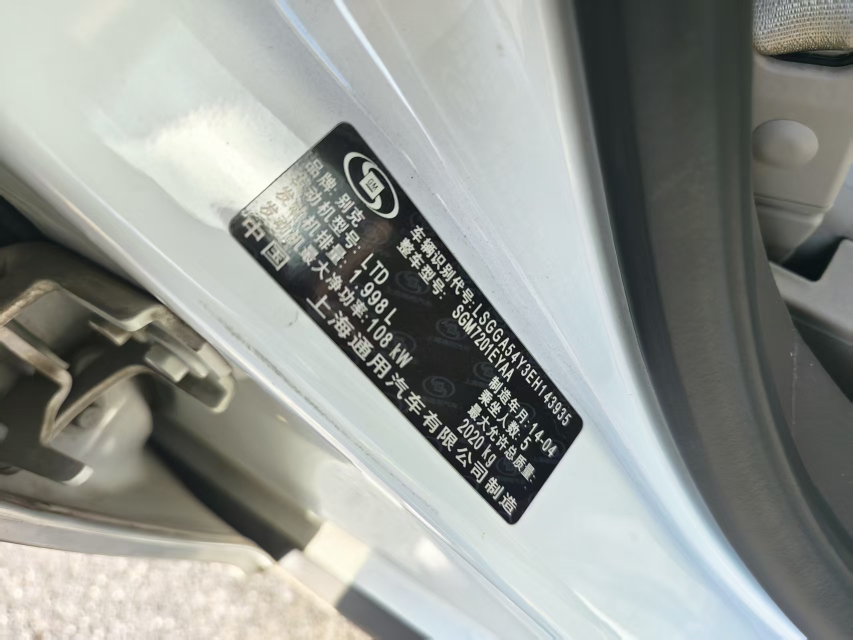 GM
品牌: 别克
车辆识别代号: LSGGA54Y3EH143935
发动机型号: LTD
整车型号: SGM7201EYAA
发动机排量: 1.998L
制造年月: 14-04
发动机最大净功率: 108 kW
乘坐人数: 5
最大允许总质量: 2020 kg
中国
上海通用汽车有限公司制造